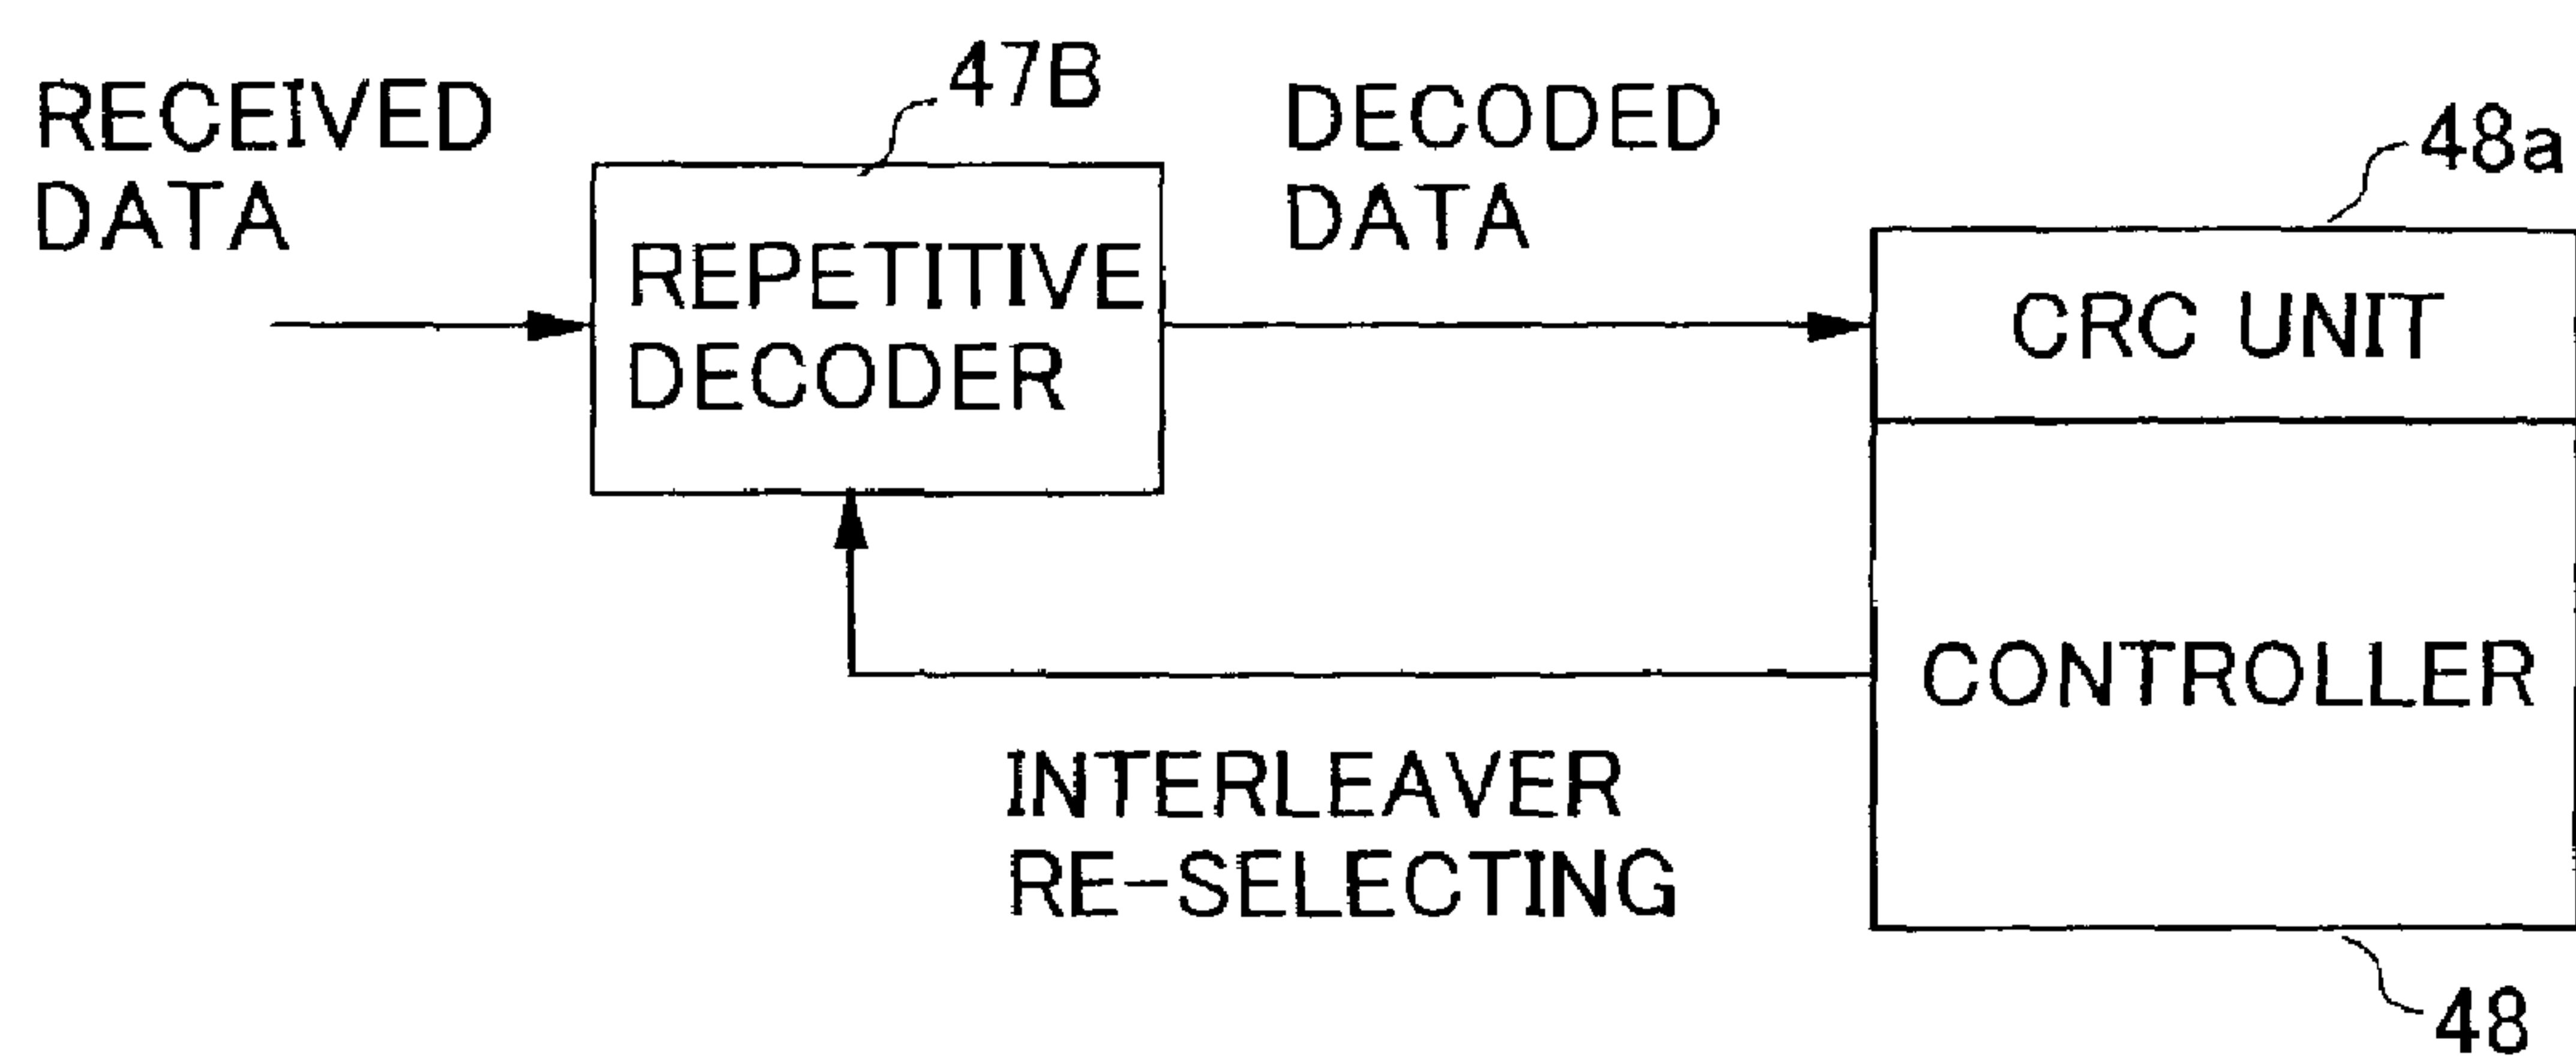 RECEIVED
DATA
47B
REPETITIVE
DECODER
DECODED
DATA
48a
CRC UNIT
CONTROLLER
INTERLEAVER
RE-SELECTING
48